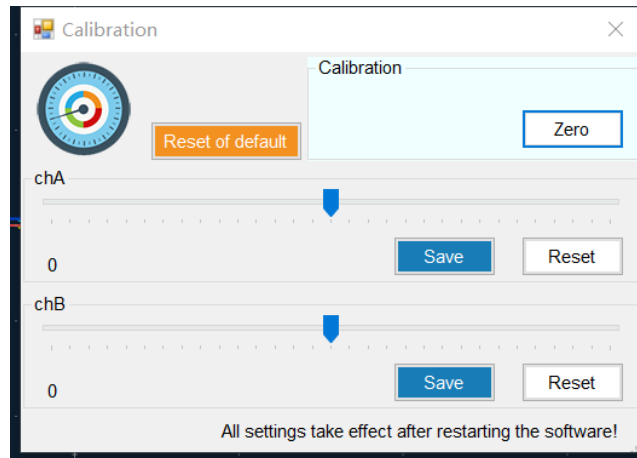 Calibration
Calibration
Reset of default
Zero
chA
0
Save
Reset
chB
0
Save
Reset
All settings take effect after restarting the software!